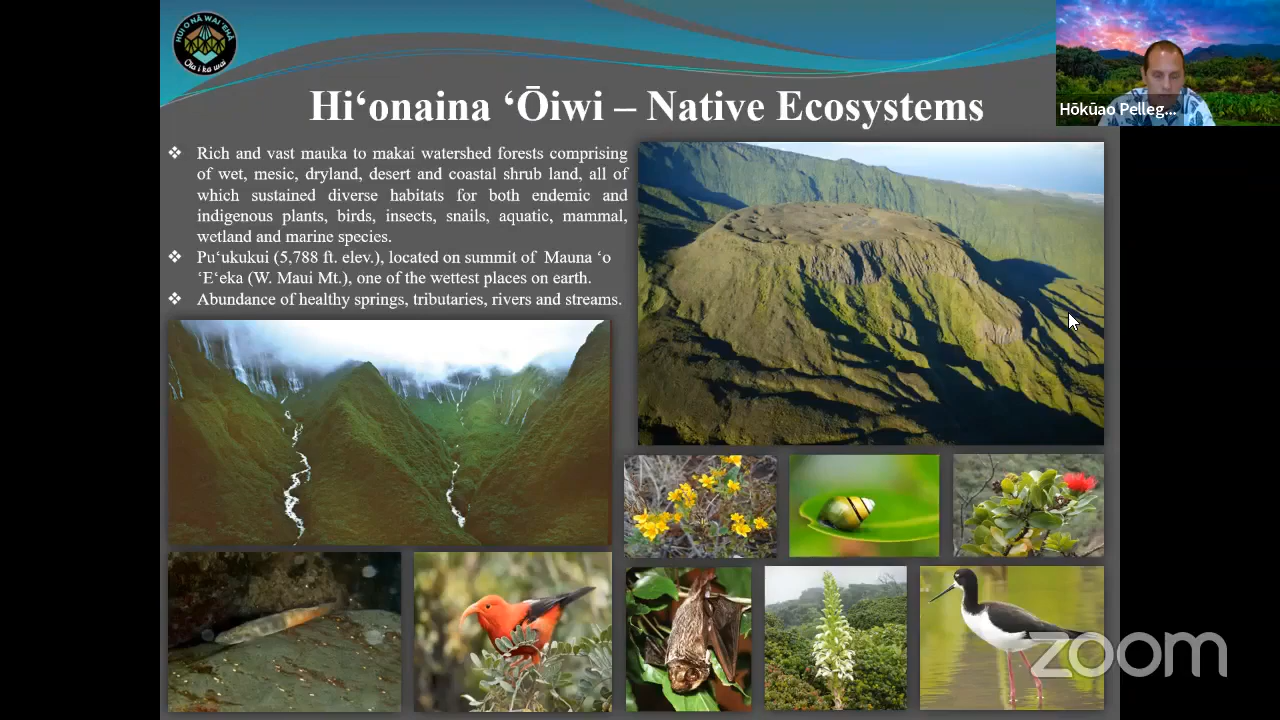 HUI O NĀ WAI ʻEHĀ
Ola i ka wai
Hōkūao Pelleg...
Hiʻonaina ʻŌiwi – Native Ecosystems
Rich and vast mauka to makai watershed forests comprising
of wet, mesic, dryland, desert and coastal shrub land, all of
which sustained diverse habitats for both endemic and
indigenous plants, birds, insects, snails, aquatic, mammal,
wetland and marine species.
Puʻukukui (5,788 ft. elev.), located on summit of Mauna ʻo
ʻEʻeka (W. Maui Mt.), one of the wettest places on earth.
Abundance of healthy springs, tributaries, rivers and streams.
zoom